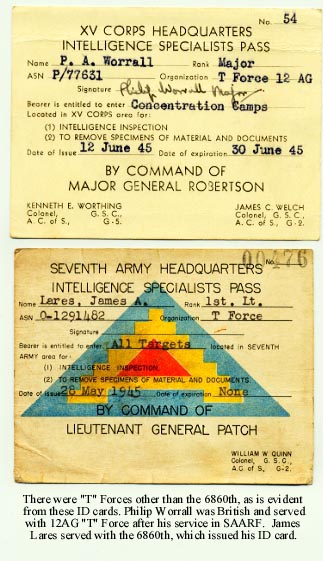 No. 54
XV CORPS HEADQUARTERS
INTELLIGENCE SPECIALISTS PASS
Name P. A. Worrall Rank Major
ASN P/77631 Organization T Force 12 AG
Signature Philip Worrall Major
Bearer is entitled to enter Concentration Camps
Located in XV CORPS area for:
(1) INTELLIGENCE INSPECTION
(2) TO REMOVE SPECIMENS OF MATERIAL AND DOCUMENTS
Date of Issue 12 June 45 Date of expiration 30 June 45
BY COMMAND OF
MAJOR GENERAL ROBERTSON
KENNETH E. WORTHING JAMES C. WELCH
Colonel, G. S. C., Colonel, G. S. C.,
A. C. of S., G-5. A. C. of S., G-2.
No. 00476
SEVENTH ARMY HEADQUARTERS
INTELLIGENCE SPECIALISTS PASS
Name Lares, James A. Rank 1st. Lt.
ASN O-1291482 Organization T Force
Signature
Bearer is entitled to enter All Targets located in SEVENTH
ARMY area for:
(1) INTELLIGENCE INSPECTION
(2) TO REMOVE SPECIMENS OF MATERIAL AND DOCUMENTS
Date of Issue 28 May 1945 Date of expiration None
BY COMMAND OF
LIEUTENANT GENERAL PATCH
WILLIAM W QUINN
Colonel, G. S. C.,
A. C. of S., G-2.
There were "T" Forces other than the 6860th, as is evident
from these ID cards. Philip Worrall was British and served
with 12AG "T" Force after his service in SAARF. James
Lares served with the 6860th, which issued his ID card.